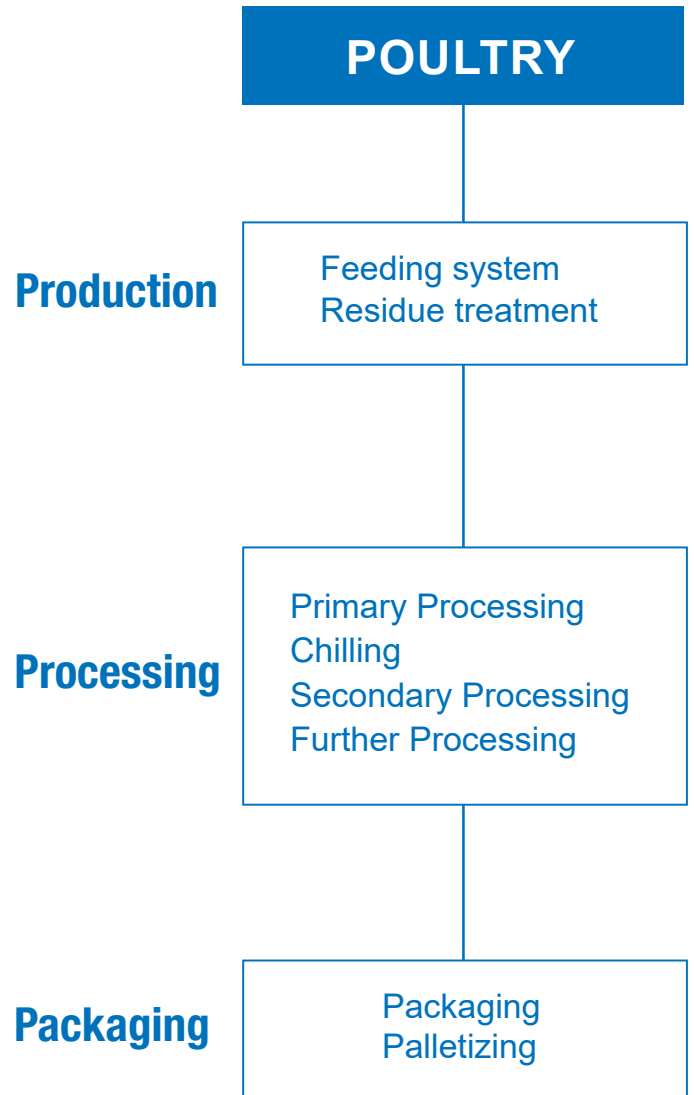 POULTRY
Production
Feeding system
Residue treatment
Processing
Primary Processing
Chilling
Secondary Processing
Further Processing
Packaging
Packaging
Palletizing